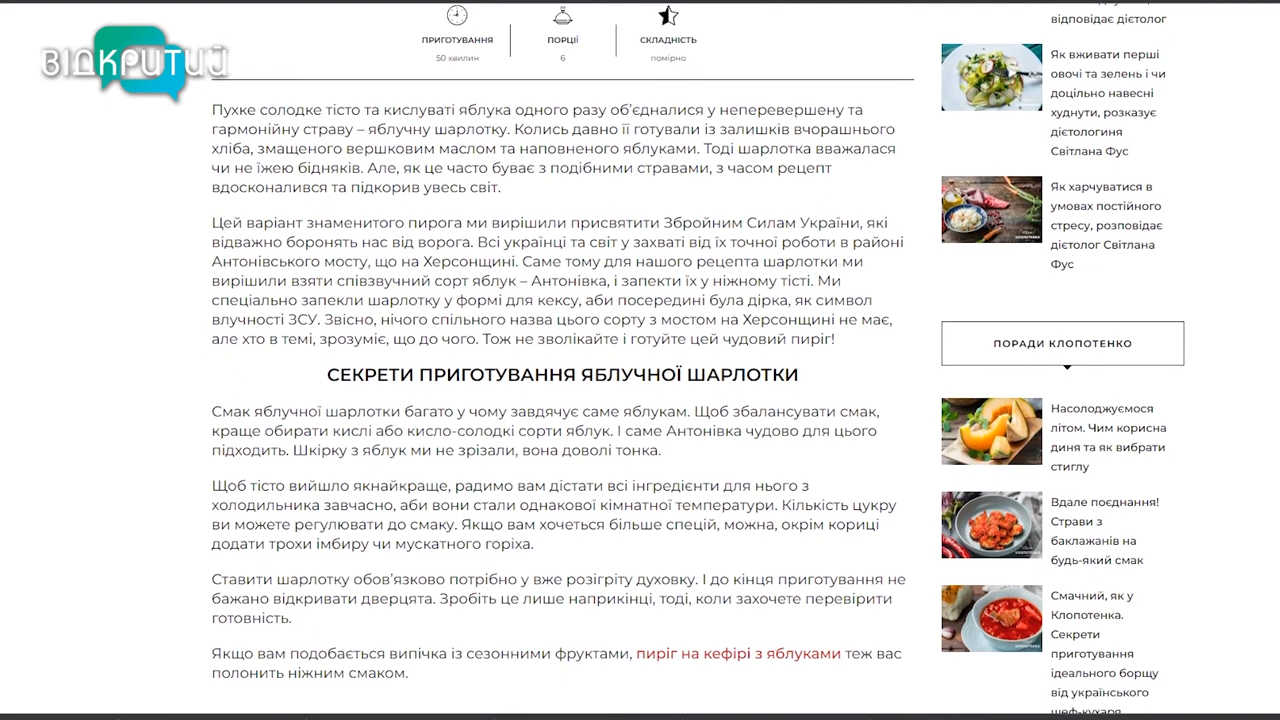 ВІДКРИТИЙ
ПРИГОТУВАННЯ
50 хвилин
ПОРЦІЇ
6
СКЛАДНІСТЬ
помірно
Пухке солодке тісто та кислуваті яблука одного разу об’єдналися у неперевершену та
гармонійну страву – яблучну шарлотку. Колись давно її готували із залишків вчорашнього
хліба, змащеного вершковим маслом та наповненого яблуками. Тоді шарлотка вважалася
чи не їжею бідняків. Але, як це часто буває з подібними стравами, з часом рецепт
вдосконалився та підкорив увесь світ.
Цей варіант знаменитого пирога ми вирішили присвятити Збройним Силам України, які
відважно боронять нас від ворога. Всі українці та світ у захваті від їх точної роботи в районі
Антонівського мосту, що на Херсонщині. Саме тому для нашого рецепта шарлотки ми
вирішили взяти співзвучний сорт яблук – Антонівка, і запекти їх у ніжному тісті. Ми
спеціально запекли шарлотку у формі для кексу, аби посередині була дірка, як символ
влучності ЗСУ. Звісно, нічого спільного назва цього сорту з мостом на Херсонщині не має,
але хто в темі, зрозуміє, що до чого. Тож не зволікайте і готуйте цей чудовий пиріг!
СЕКРЕТИ ПРИГОТУВАННЯ ЯБЛУЧНОЇ ШАРЛОТКИ
Смак яблучної шарлотки багато у чому завдячує саме яблукам. Щоб збалансувати смак,
краще обирати кислі або кисло-солодкі сорти яблук. І саме Антонівка чудово для цього
підходить. Шкірку з яблук ми не зрізали, вона доволі тонка.
Щоб тісто вийшло якнайкраще, радимо вам дістати всі інгредієнти для нього з
холодильника завчасно, аби вони стали однакової кімнатної температури. Кількість цукру
ви можете регулювати до смаку. Якщо вам хочеться більше спецій, можна, окрім кориці
додати трохи імбиру чи мускатного горіха.
Ставити шарлотку обов’язково потрібно у вже розігріту духовку. І до кінця приготування не
бажано відкривати дверцята. Зробіть це лише наприкінці, тоді, коли захочете перевірити
готовність.
Якщо вам подобається випічка із сезонними фруктами, пиріг на кефірі з яблуками теж вас
полонить ніжним смаком.
відповідає дієтолог
Як вживати перші
овочі та зелень і чи
доцільно навесні
худнути, розказує
дієтологиня
Світлана Фус
Як харчуватися в
умовах постійного
стресу, розповідає
дієтолог Світлана
Фус
ПОРАДИ КЛОПОТЕНКО
Насолоджуємося
літом. Чим корисна
диня та як вибрати
стиглу
Вдале поєднання!
Страви з
баклажанів на
будь-який смак
Смачний, як у
Клопотенка.
Секрети
приготування
ідеального борщу
від українського
шеф-кухаря